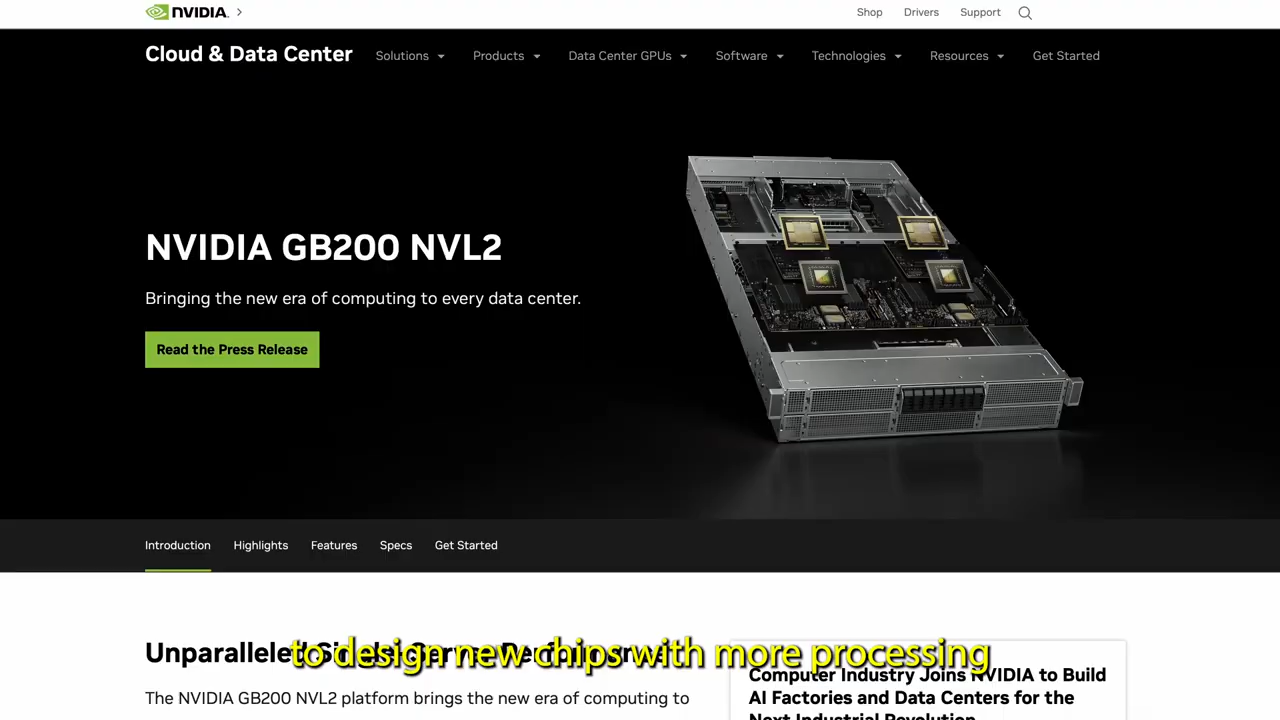 NVIDIA.
Shop Drivers Support
Cloud & Data Center Solutions Products Data Center GPUs Software Technologies Resources Get Started
NVIDIA GB200 NVL2
Bringing the new era of computing to every data center.
Read the Press Release
Introduction Highlights Features Specs Get Started
to design new chips with more processing
The NVIDIA GB200 NVL2 platform brings the new era of computing to
Computer Industry Joins NVIDIA to Build
AI Factories and Data Centers for the
Next Industrial Revolution